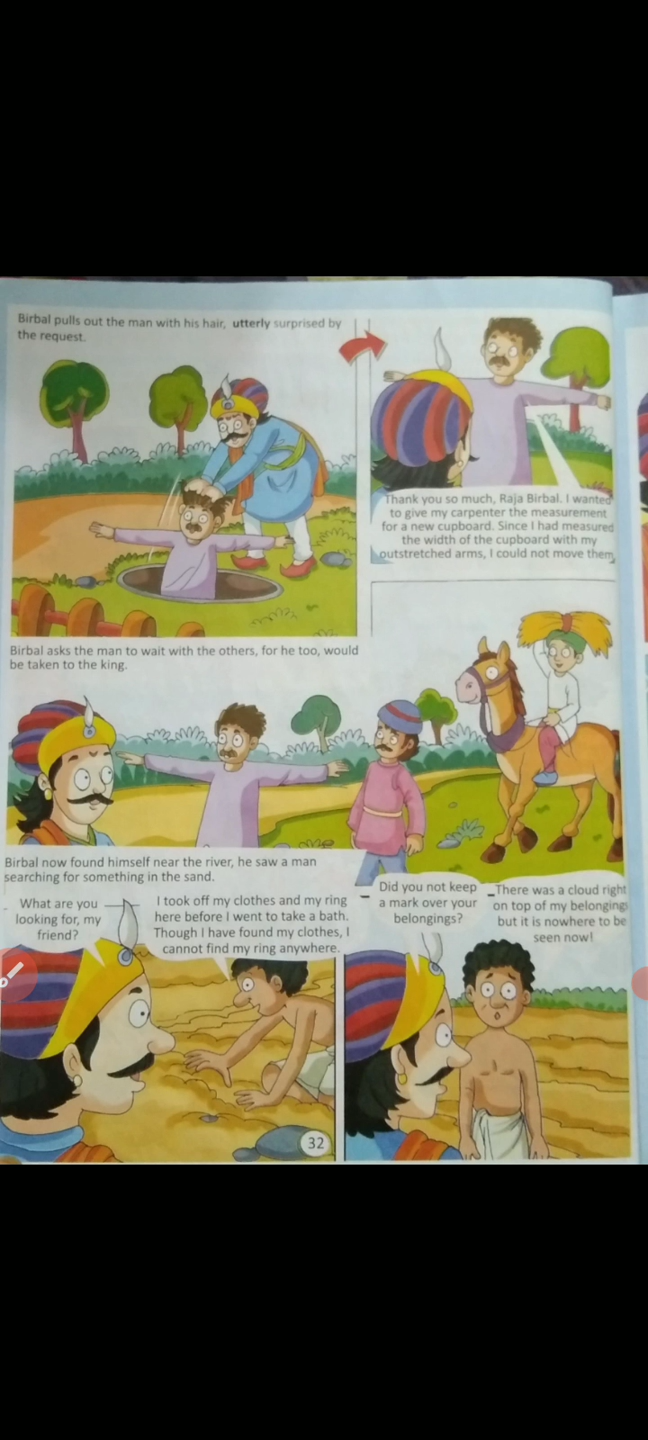 Birbal pulls out the man with his hair, utterly surprised by
the request.
Thank you so much, Raja Birbal. I wanted
to give my carpenter the measurement
for a new cupboard. Since I had measured
the width of the cupboard with my
outstretched arms, I could not move them
Birbal asks the man to wait with the others, for he too, would
be taken to the king.
Birbal now found himself near the river, he saw a man
searching for something in the sand.
What are you
looking for, my
friend?
I took off my clothes and my ring
here before I went to take a bath.
Though I have found my clothes, I
cannot find my ring anywhere.
Did you not keep
a mark over your
belongings?
There was a cloud right
on top of my belongings
but it is nowhere to be
seen now!
32